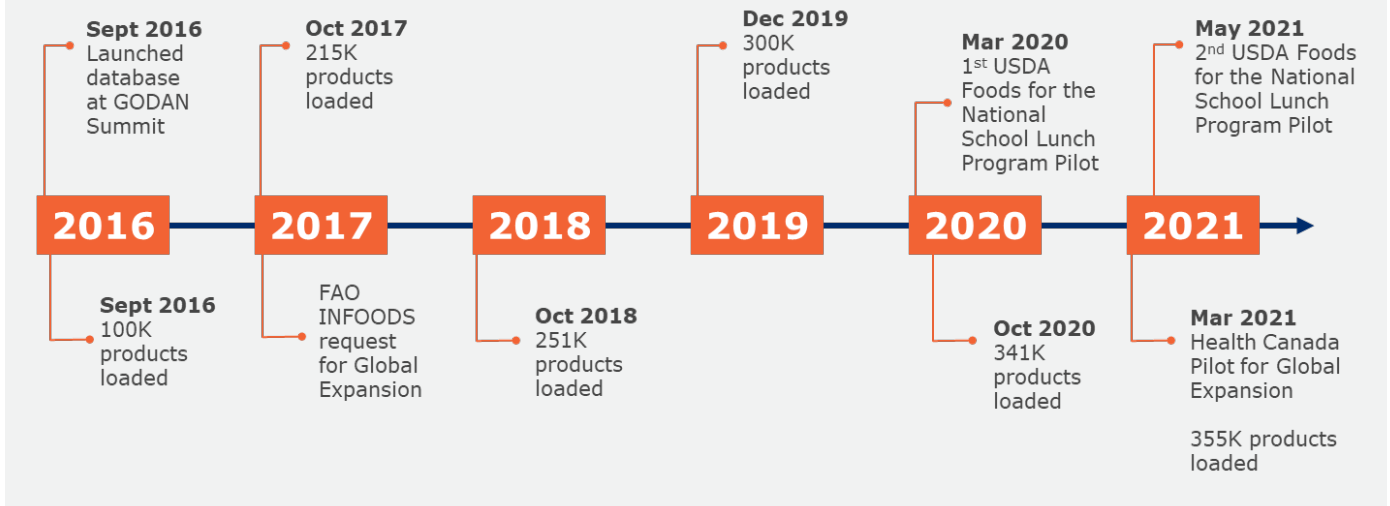 Sept 2016
Launched
database
at GODAN
Summit
Oct 2017
215K
products
loaded
Dec 2019
300K
products
loaded
Mar 2020
1st USDA
Foods for the
National
School Lunch
Program Pilot
May 2021
2nd USDA Foods
for the National
School Lunch
Program Pilot
2016
2017
2018
2019
2020
2021
Sept 2016
100K
products
loaded
FAO
INFOODS
request
for Global
Expansion
Oct 2018
251K
products
loaded
Oct 2020
341K
products
loaded
Mar 2021
Health Canada
Pilot for Global
Expansion
355K products
loaded